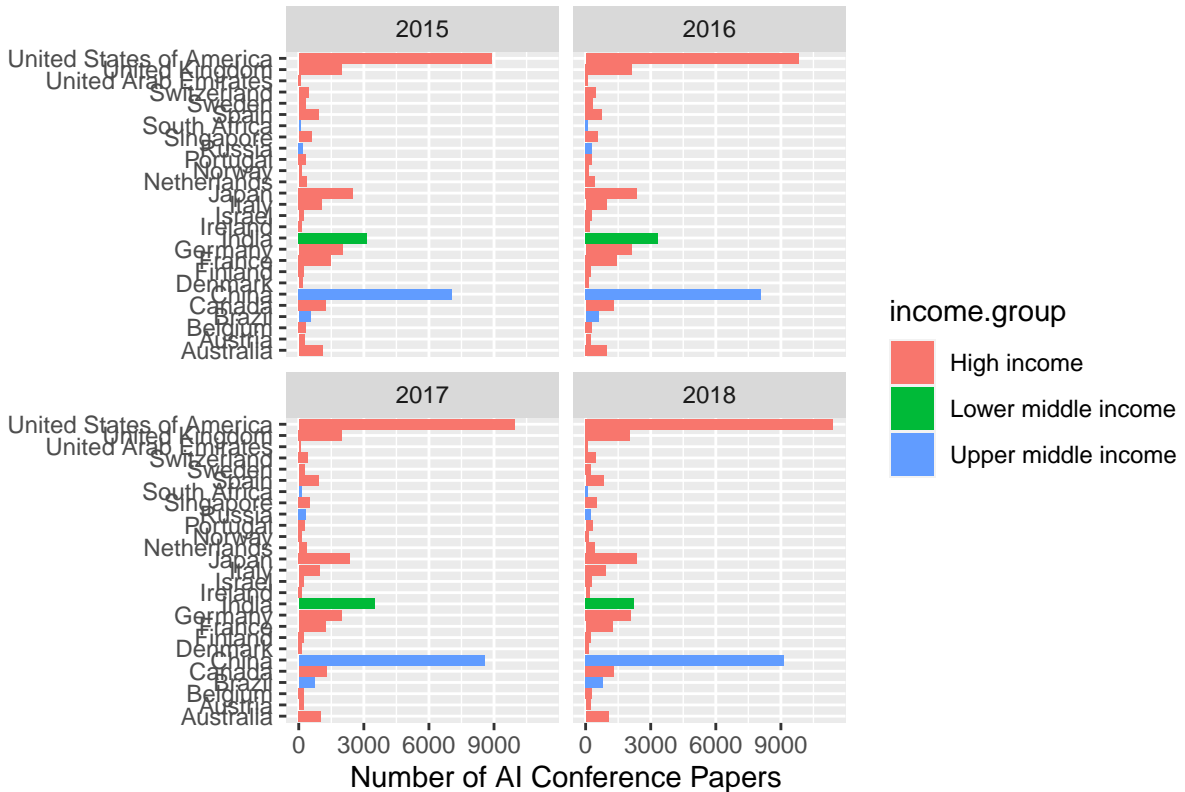 2015
2016
United States of America
United Kingdom
United Arab Emirates
Switzerland
Sweden
Spain
South Africa
Singapore
Russia
Portugal
Norway
Netherlands
Japan
Italy
Israel
Ireland
India
Germany
France
Finland
Denmark
China
Canada
Brazil
Belgium
Austria
Australia
2017
2018
United States of America
United Kingdom
United Arab Emirates
Switzerland
Sweden
Spain
South Africa
Singapore
Russia
Portugal
Norway
Netherlands
Japan
Italy
Israel
Ireland
India
Germany
France
Finland
Denmark
China
Canada
Brazil
Belgium
Austria
Australia
0 3000 6000 9000
0 3000 6000 9000
Number of AI Conference Papers
income.group
High income
Lower middle income
Upper middle income